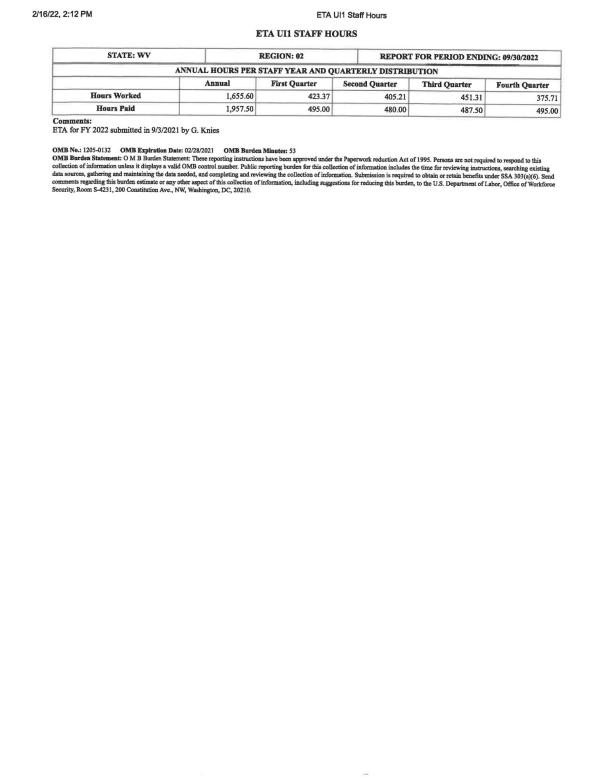 2/16/22, 2:12 PM ETA UI1 Staff Hours
ETA UI1 STAFF HOURS
STATE: WV REGION: 02 REPORT FOR PERIOD ENDING: 09/30/2022
ANNUAL HOURS PER STAFF YEAR AND QUARTERLY DISTRIBUTION
Annual First Quarter Second Quarter Third Quarter Fourth Quarter
Hours Worked 1,655.60 423.37 405.21 451.31 375.71
Hours Paid 1,957.50 495.00 480.00 487.50 495.00
Comments:
ETA for FY 2022 submitted in 9/3/2021 by G. Knies
OMB No.: 1205-0132 OMB Expiration Date: 02/28/2021 OMB Burden Minutes: 53
OMB Burden Statement: O M B Burden Statement: These reporting instructions have been approved under the Paperwork reduction Act of 1995. Persons are not required to respond to this
collection of information unless it displays a valid OMB control number. Public reporting burden for this collection of information includes the time for reviewing instructions, searching existing
data sources, gathering and maintaining the data needed, and completing and reviewing the collection of information. Submission is required to obtain or retain benefits under SSA 303(a)(6). Send
comments regarding this burden estimate or any other aspect of this collection of information, including suggestions for reducing this burden, to the U.S. Department of Labor, Office of Workforce
Security, Room S-4231, 200 Constitution Ave., NW, Washington, DC, 20210.